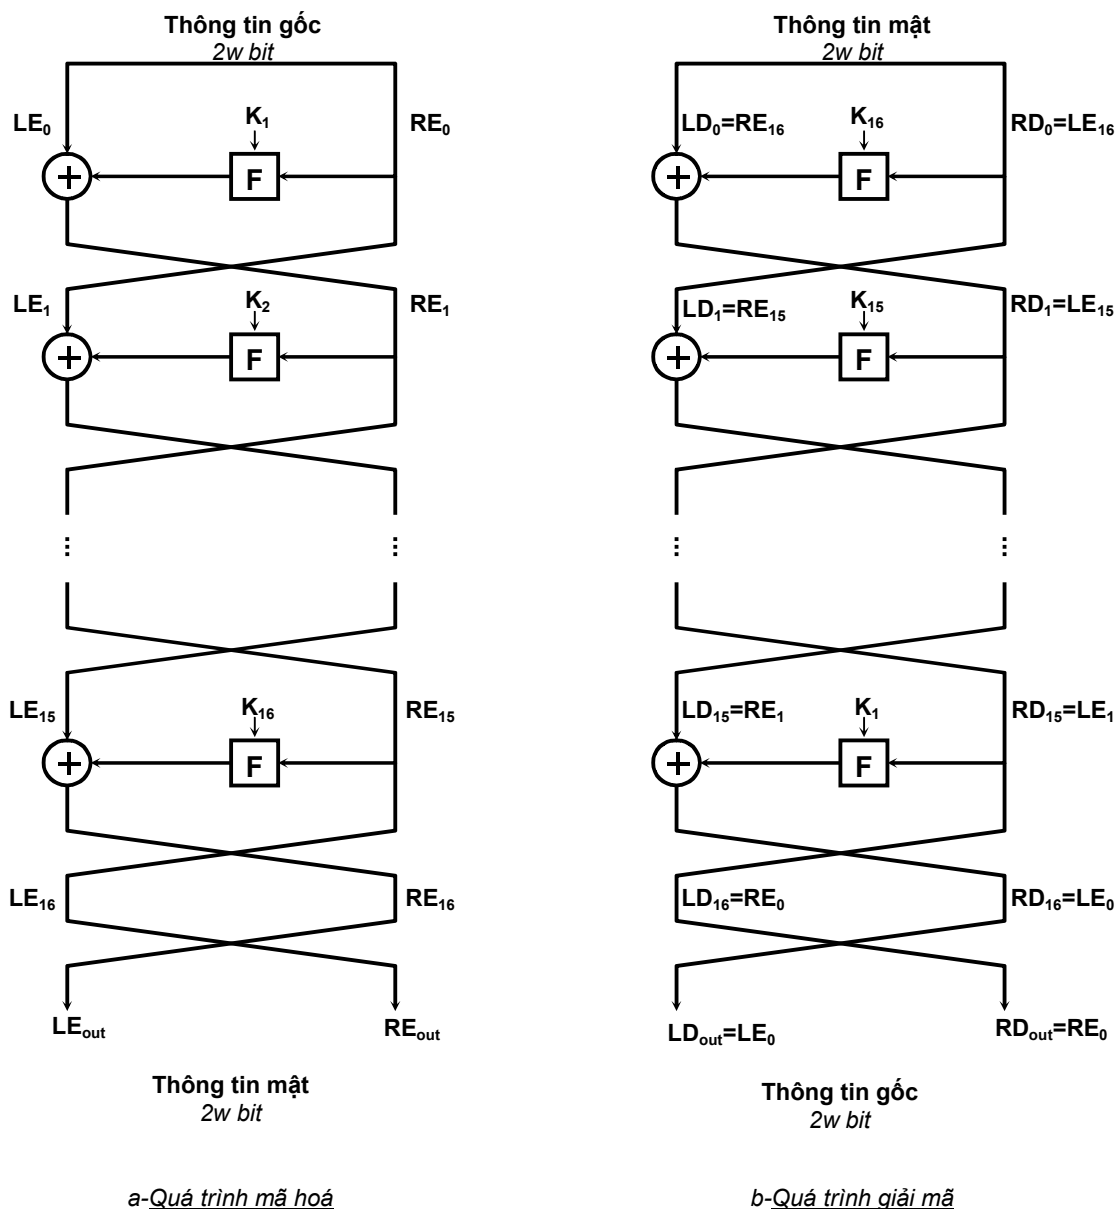 Thông tin gốc
2w bit
LE0
K1
RE0
F
LE1
K2
RE1
F
...
...
LE15
K16
RE15
F
LE16
RE16
LEout
REout
Thông tin mật
2w bit
a-Quá trình mã hoá
Thông tin mật
2w bit
LD0=RE16
K16
RD0=LE16
F
LD1=RE15
K15
RD1=LE15
F
...
...
LD15=RE1
K1
RD15=LE1
F
LD16=RE0
RD16=LE0
LDout=LE0
RDout=RE0
Thông tin gốc
2w bit
b-Quá trình giải mã